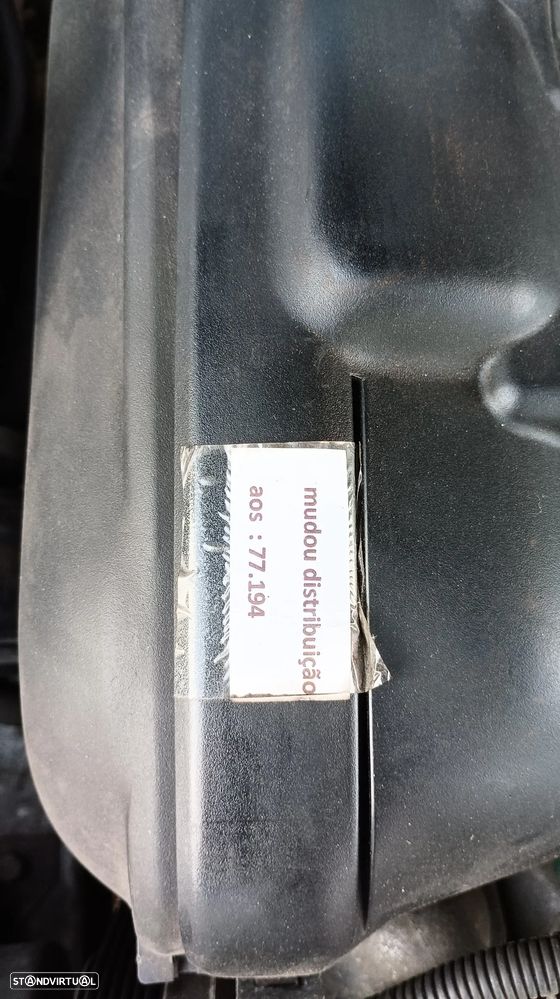 mudou distribuição
aos : 77.194
STANDVIRTUAL